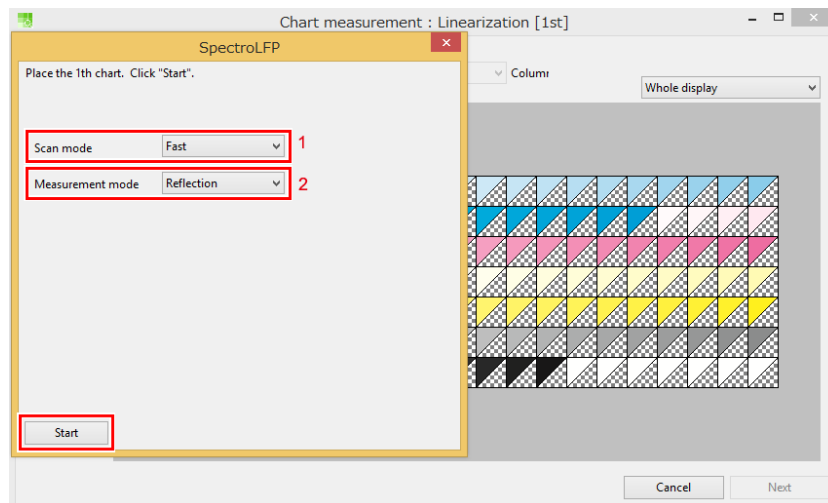 Chart measurement : Linearization [1st]
SpectroLFP
Place the 1th chart. Click "Start".
Column
Whole display
Scan mode
Fast
1
Measurement mode
Reflection
2
Start
Cancel
Next